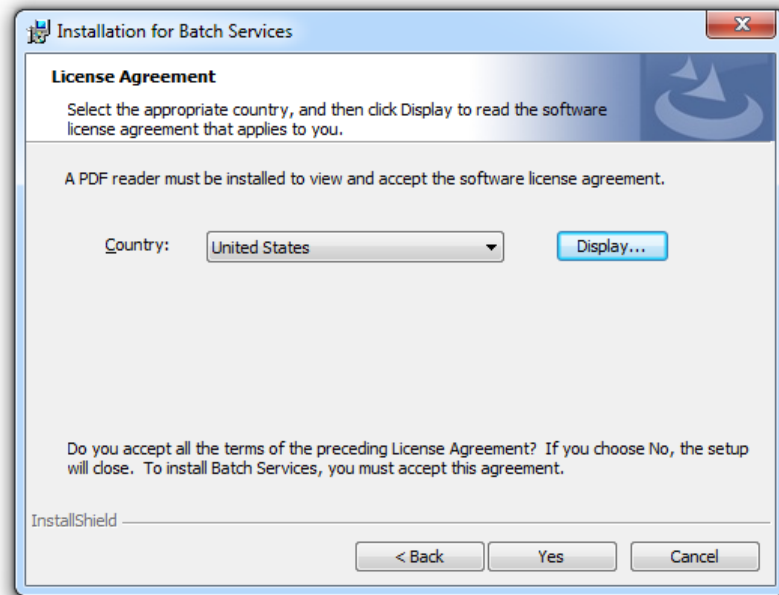 Installation for Batch Services
License Agreement
Select the appropriate country, and then click Display to read the software
license agreement that applies to you.
A PDF reader must be installed to view and accept the software license agreement.
Country:
United States
Display...
Do you accept all the terms of the preceding License Agreement?  If you choose No, the setup
will close.  To install Batch Services, you must accept this agreement.
InstallShield
< Back
Yes
Cancel